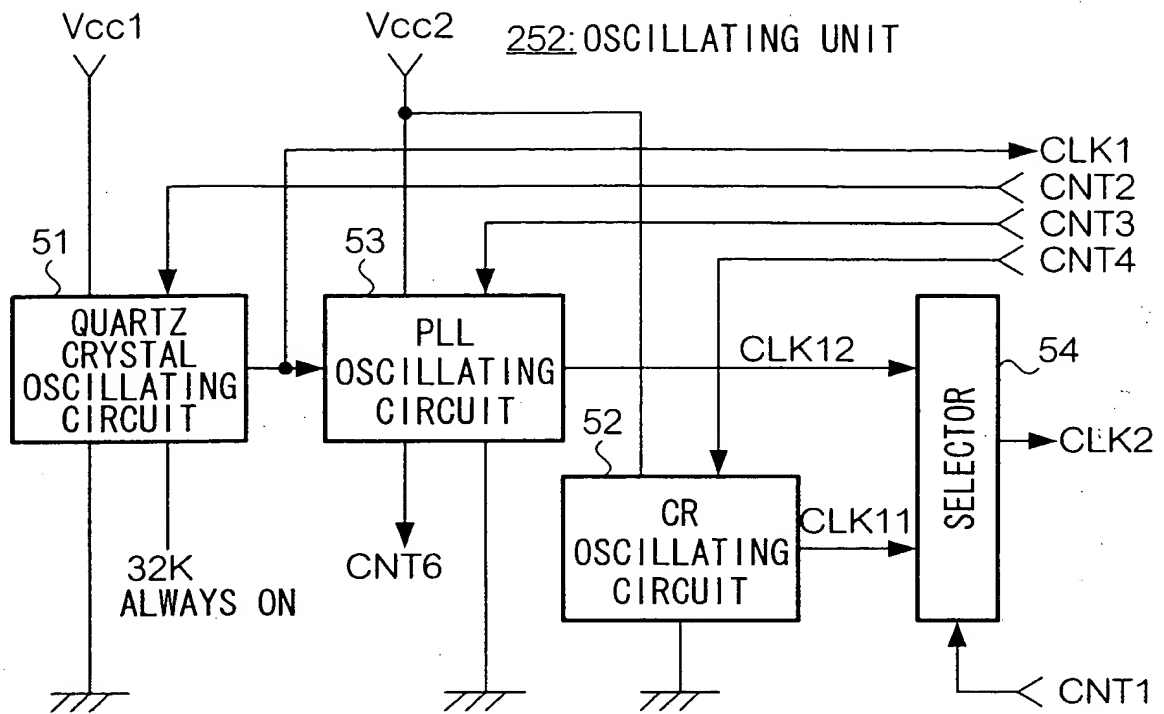 Vcc1
Vcc2
252: OSCILLATING UNIT
CLK1
CNT2
CNT3
CNT4
51
53
QUARTZ
CRYSTAL
OSCILLATING
CIRCUIT
PLL
OSCILLATING
CIRCUIT
CLK12
54
52
SELECTOR
CLK2
CR
OSCILLATING
CIRCUIT
CLK11
32K
ALWAYS ON
CNT6
CNT1